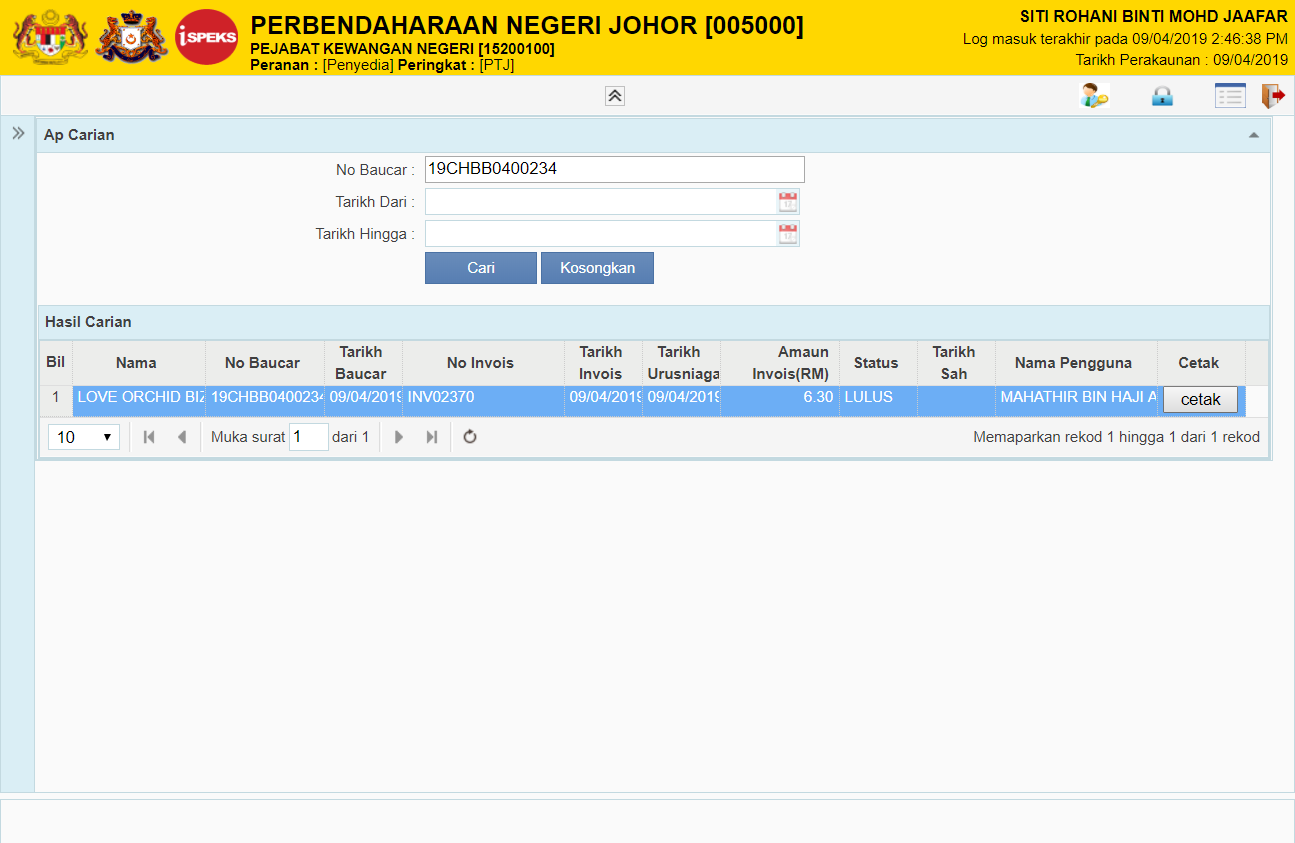 iSPEKS
PERBENDAHARAAN NEGERI JOHOR [005000]
PEJABAT KEWANGAN NEGERI [15200100]
Peranan : [Penyedia] Peringkat : [PTJ]
SITI ROHANI BINTI MOHD JAAFAR
Log masuk terakhir pada 09/04/2019 2:46:38 PM
Tarikh Perakaunan : 09/04/2019
Ap Carian
No Baucar : 19CHBB0400234
Tarikh Dari :
Tarikh Hingga :
Cari Kosongkan
Hasil Carian
Bil Nama No Baucar Tarikh Baucar No Invois Tarikh Invois Tarikh Urusniaga Amaun Invois(RM) Status Tarikh Sah Nama Pengguna Cetak
1 LOVE ORCHID BIZ 19CHBB0400234 09/04/2019 INV02370 09/04/2019 09/04/2019 6.30 LULUS MAHATHIR BIN HAJI A cetak
10 Muka surat 1 dari 1 Memaparkan rekod 1 hingga 1 dari 1 rekod